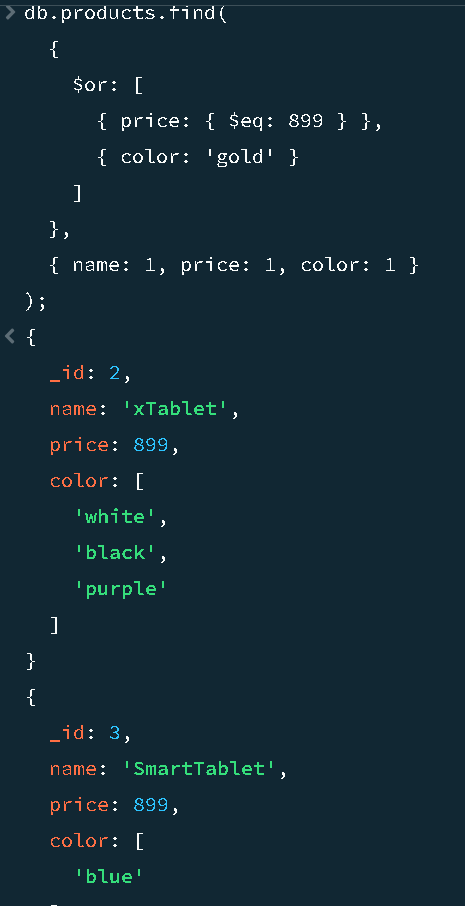 db.products.find(
{
$or: [
{ price: { $eq: 899 } },
{ color: 'gold' }
]
},
{ name: 1, price: 1, color: 1 }
);
{
_id: 2,
name: 'xTablet',
price: 899,
color: [
'white',
'black',
'purple'
]
}
{
_id: 3,
name: 'SmartTablet',
price: 899,
color: [
'blue'